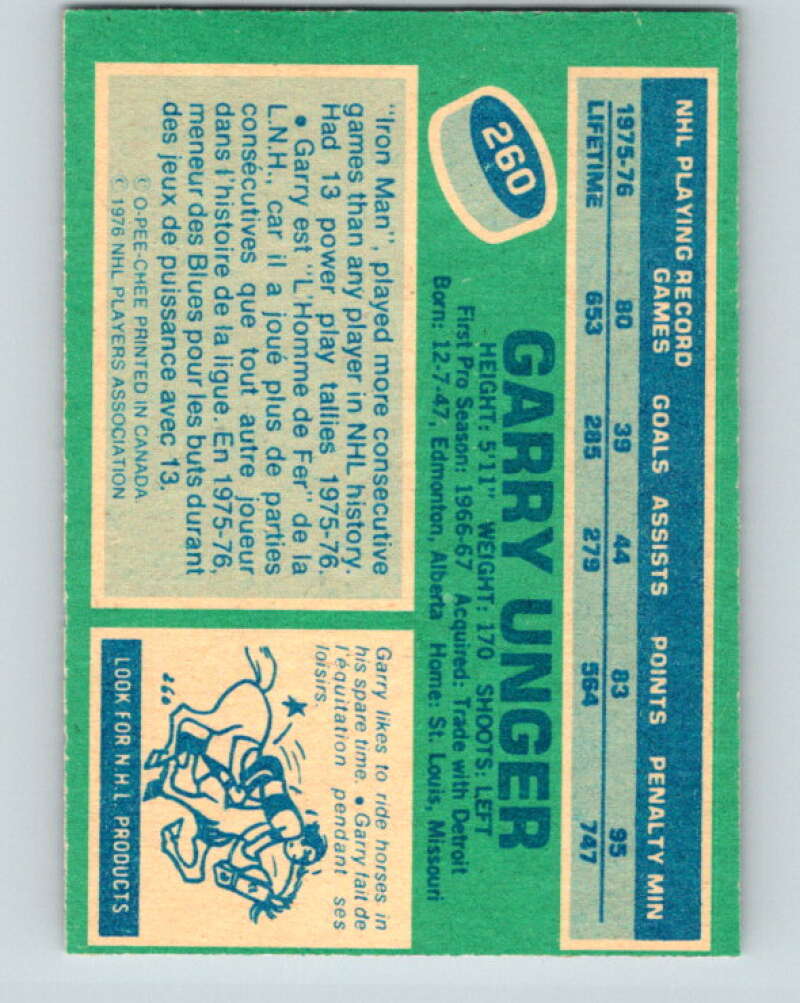 NHL PLAYING RECORD
GAMES GOALS ASSISTS POINTS PENALTY MIN
1975-76 80 39 44 83 95
LIFETIME 653 285 279 564 747
260
GARRY UNGER
HEIGHT: 5'11" WEIGHT: 170 SHOOTS: LEFT
First Pro Season: 1966-67 Acquired: Trade with Detroit
Born: 12-7-47, Edmonton, Alberta Home: St. Louis, Missouri
"Iron Man", played more consecutive
games than any player in NHL history.
Had 13 power play tallies 1975-76.
• Garry est "L'Homme de Fer" de la
L.N.H., car il a joué plus de parties
consécutives que tout autre joueur
dans l'histoire de la ligue. En 1975-76,
meneur des Blues pour les buts durant
des jeux de puissance avec 13.
© O-PEE-CHEE PRINTED IN CANADA
© 1976 NHL PLAYERS ASSOCIATION
Garry likes to ride horses in
his spare time. • Garry fait de
l'équitation pendant ses
loisirs.
LOOK FOR N.H.L. PRODUCTS